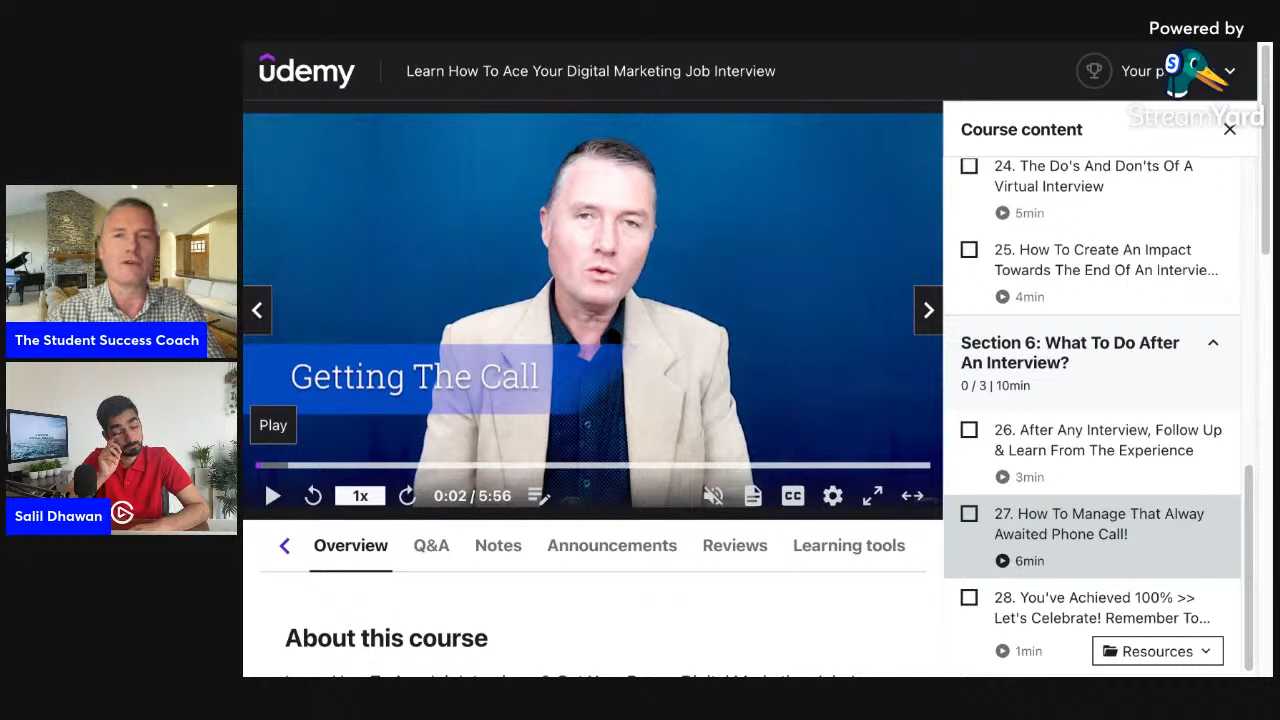 Powered by
StreamYard
udemy
Learn How To Ace Your Digital Marketing Job Interview
Your p
Course content
24. The Do's And Don'ts Of A
Virtual Interview
5min
25. How To Create An Impact
Towards The End Of An Intervie...
4min
Section 6: What To Do After
An Interview?
0 / 3 | 10min
26. After Any Interview, Follow Up
& Learn From The Experience
3min
27. How To Manage That Alway
Awaited Phone Call!
6min
28. You've Achieved 100% >>
Let's Celebrate! Remember To...
1min
Resources
The Student Success Coach
Salil Dhawan
Getting The Call
Play
1x
0:02 / 5:56
CC
Overview
Q&A
Notes
Announcements
Reviews
Learning tools
About this course